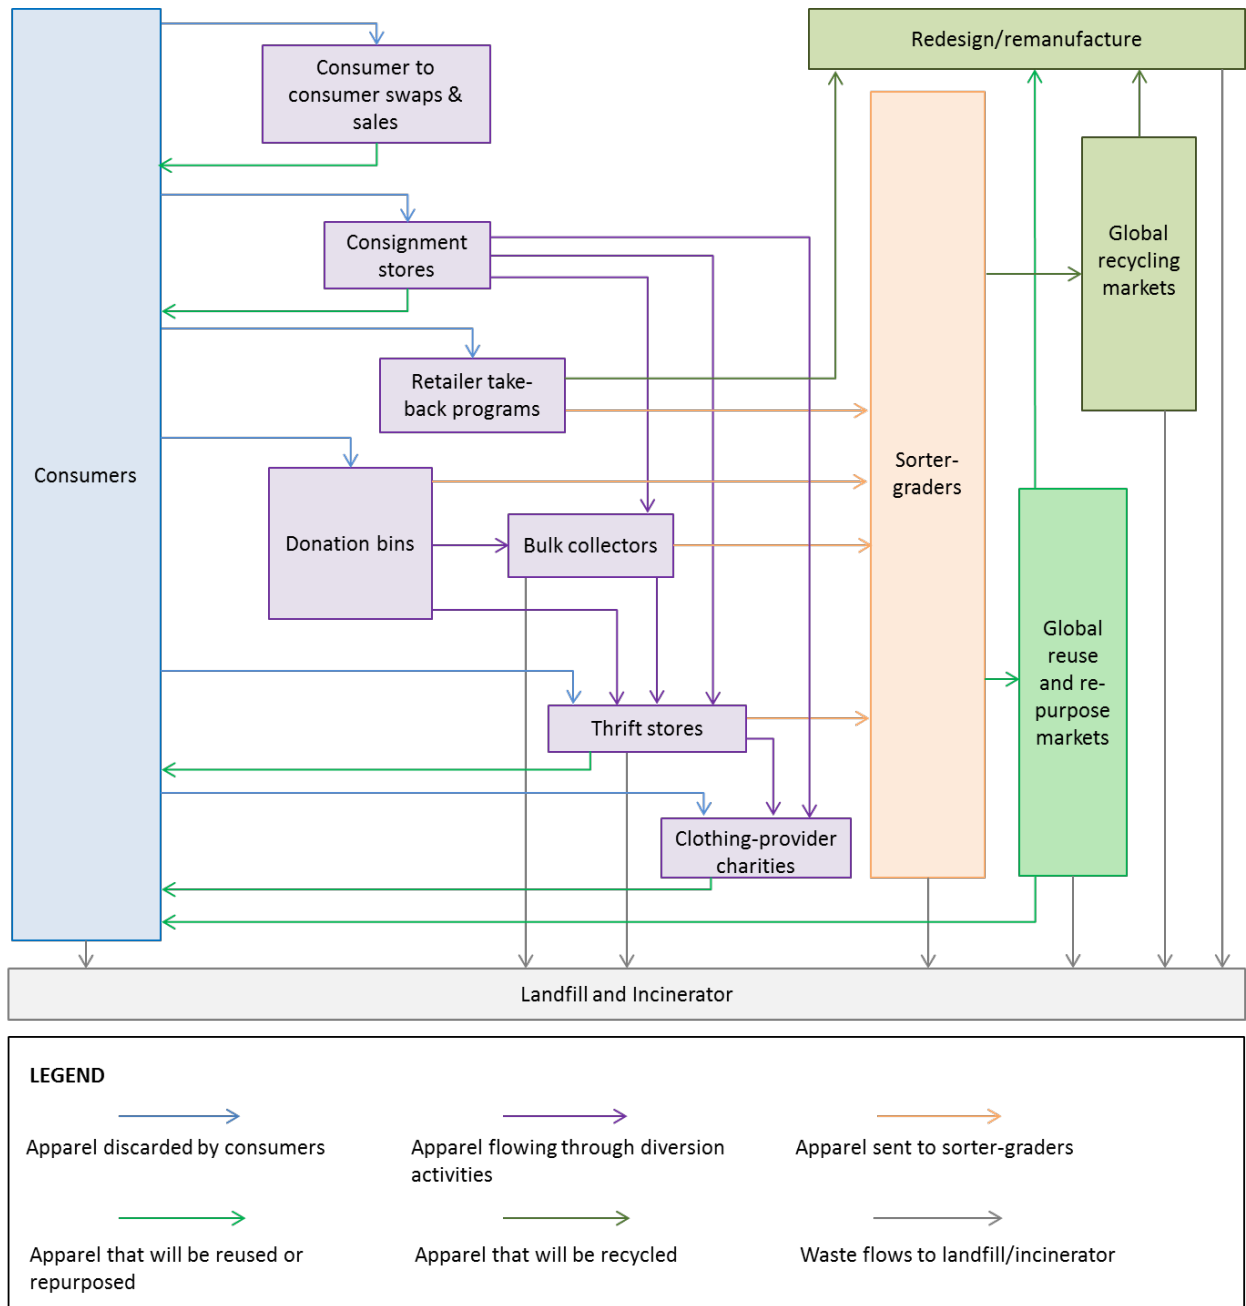 Redesign/remanufacture
Consumer to
consumer swaps &
sales
Consignment
stores
Global
recycling
markets
Retailer take-
back programs
Consumers
Sorter-
graders
Donation bins
Bulk collectors
Global
reuse
and re-
purpose
markets
Thrift stores
Clothing-provider
charities
Landfill and Incinerator
LEGEND
Apparel discarded by consumers
Apparel flowing through diversion
activities
Apparel sent to sorter-graders
Apparel that will be reused or
repurposed
Apparel that will be recycled
Waste flows to landfill/incinerator